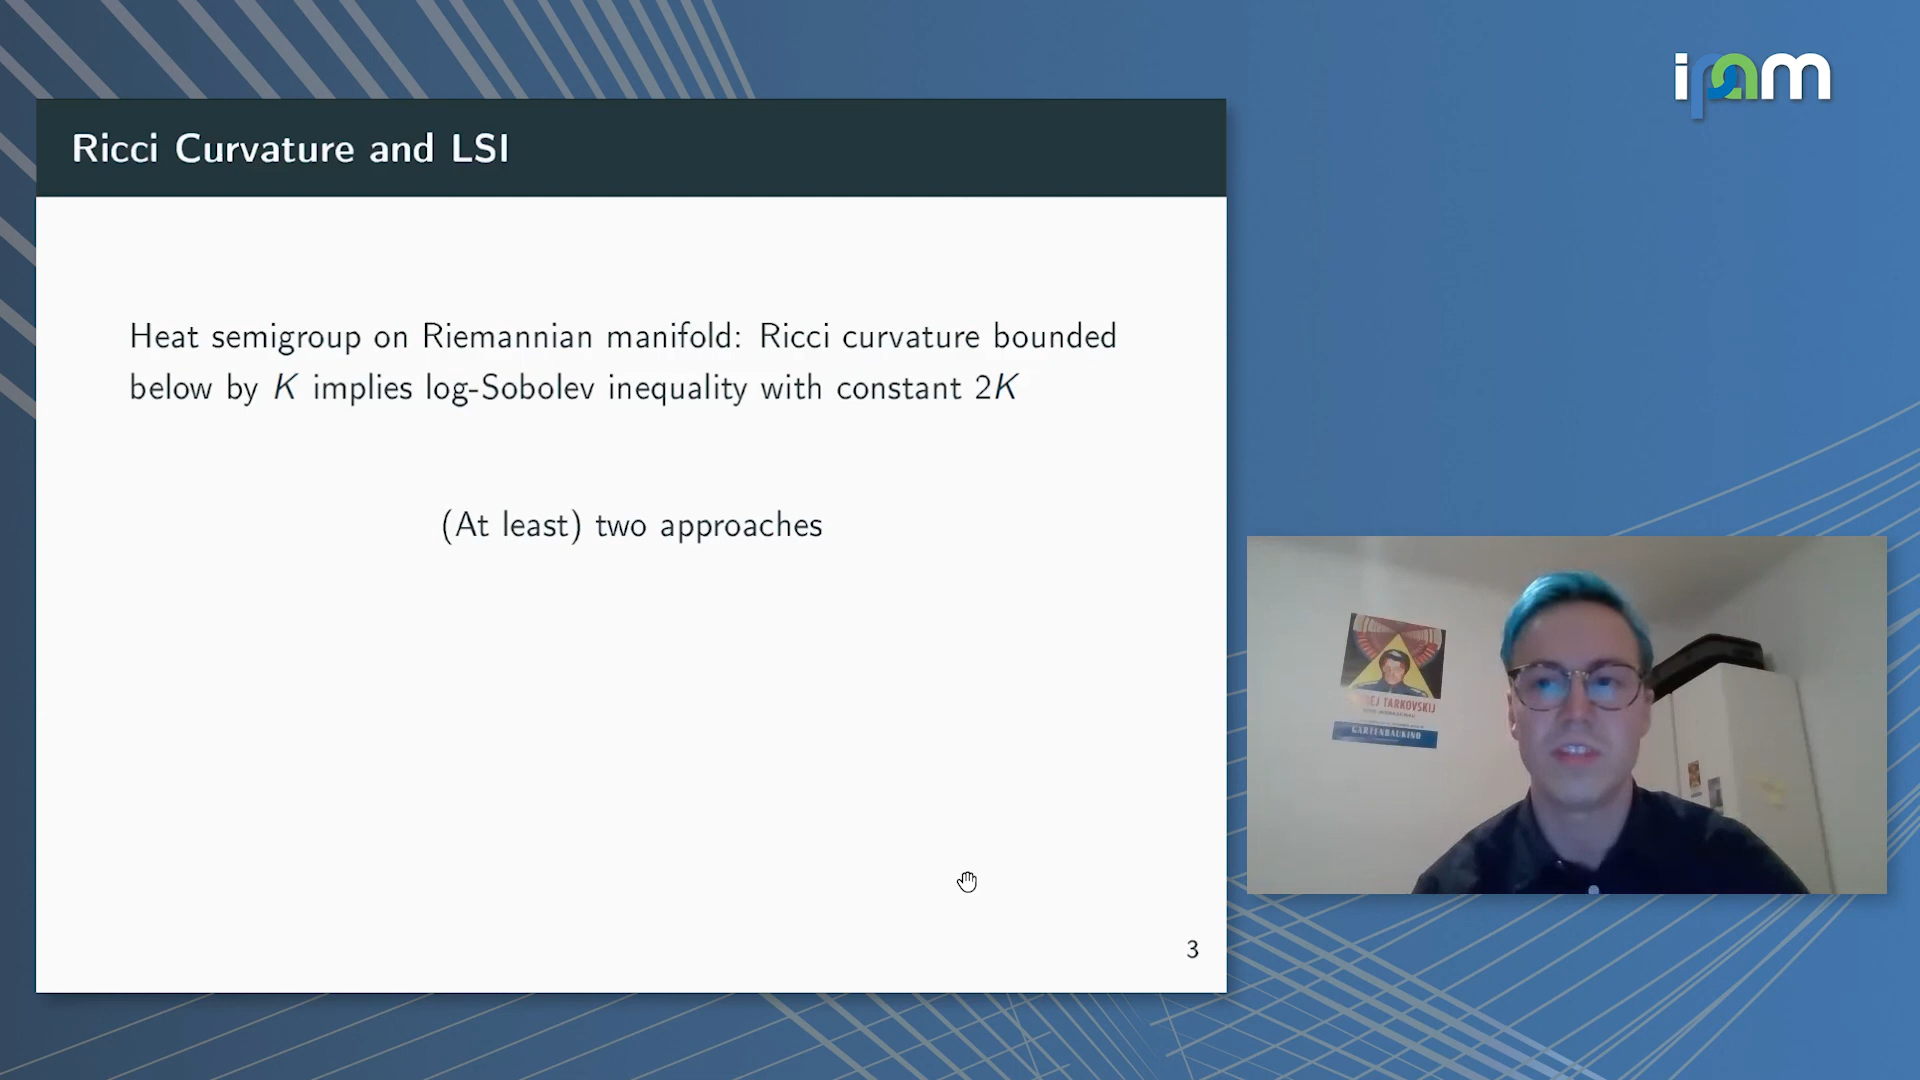 ipam
Ricci Curvature and LSI
Heat semigroup on Riemannian manifold: Ricci curvature bounded
below by K implies log-Sobolev inequality with constant 2K
(At least) two approaches
3
TARKOVSKIJ
GARTENBAUKINO